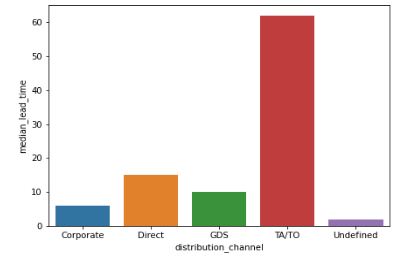 60
50
40
30
20
10
0
median_lead_time
Corporate Direct GDS TA/TO Undefined
distribution_channel